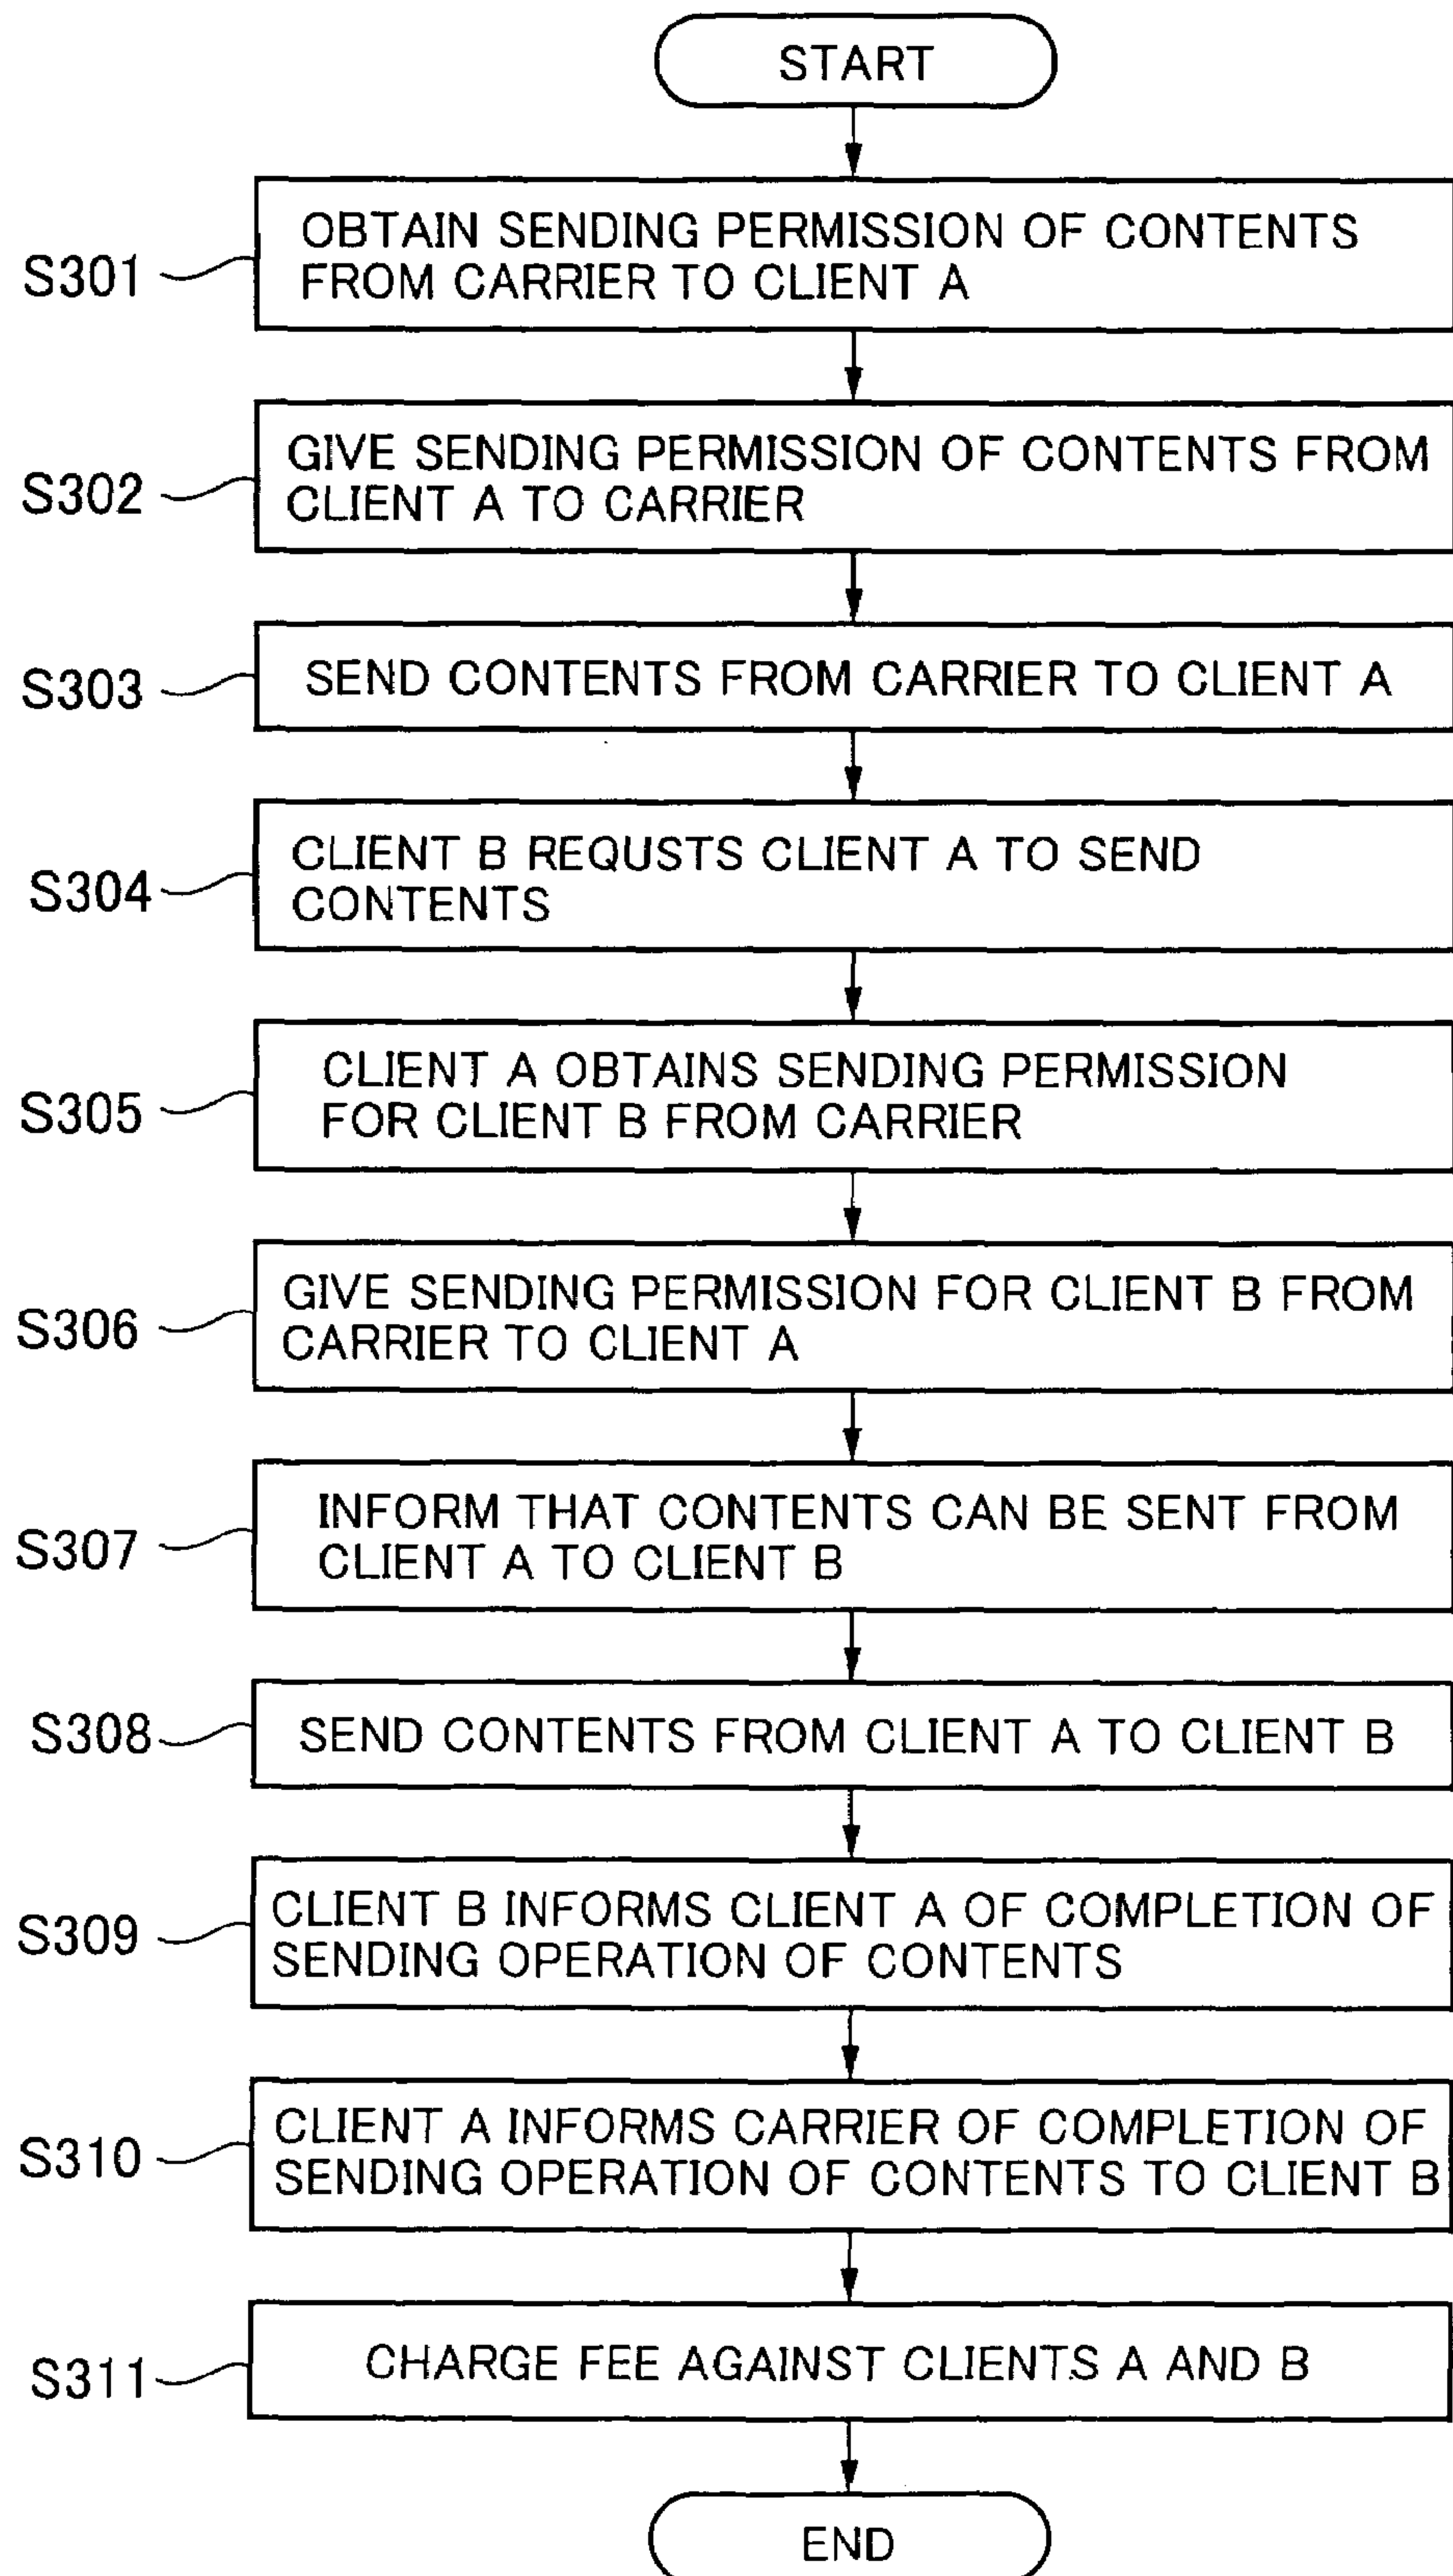 START
S301
OBTAIN SENDING PERMISSION OF CONTENTS
FROM CARRIER TO CLIENT A
S302
GIVE SENDING PERMISSION OF CONTENTS FROM
CLIENT A TO CARRIER
S303
SEND CONTENTS FROM CARRIER TO CLIENT A
S304
CLIENT B REQUSTS CLIENT A TO SEND
CONTENTS
S305
CLIENT A OBTAINS SENDING PERMISSION
FOR CLIENT B FROM CARRIER
S306
GIVE SENDING PERMISSION FOR CLIENT B FROM
CARRIER TO CLIENT A
S307
INFORM THAT CONTENTS CAN BE SENT FROM
CLIENT A TO CLIENT B
S308
SEND CONTENTS FROM CLIENT A TO CLIENT B
S309
CLIENT B INFORMS CLIENT A OF COMPLETION OF
SENDING OPERATION OF CONTENTS
S310
CLIENT A INFORMS CARRIER OF COMPLETION OF
SENDING OPERATION OF CONTENTS TO CLIENT B
S311
CHARGE FEE AGAINST CLIENTS A AND B
END